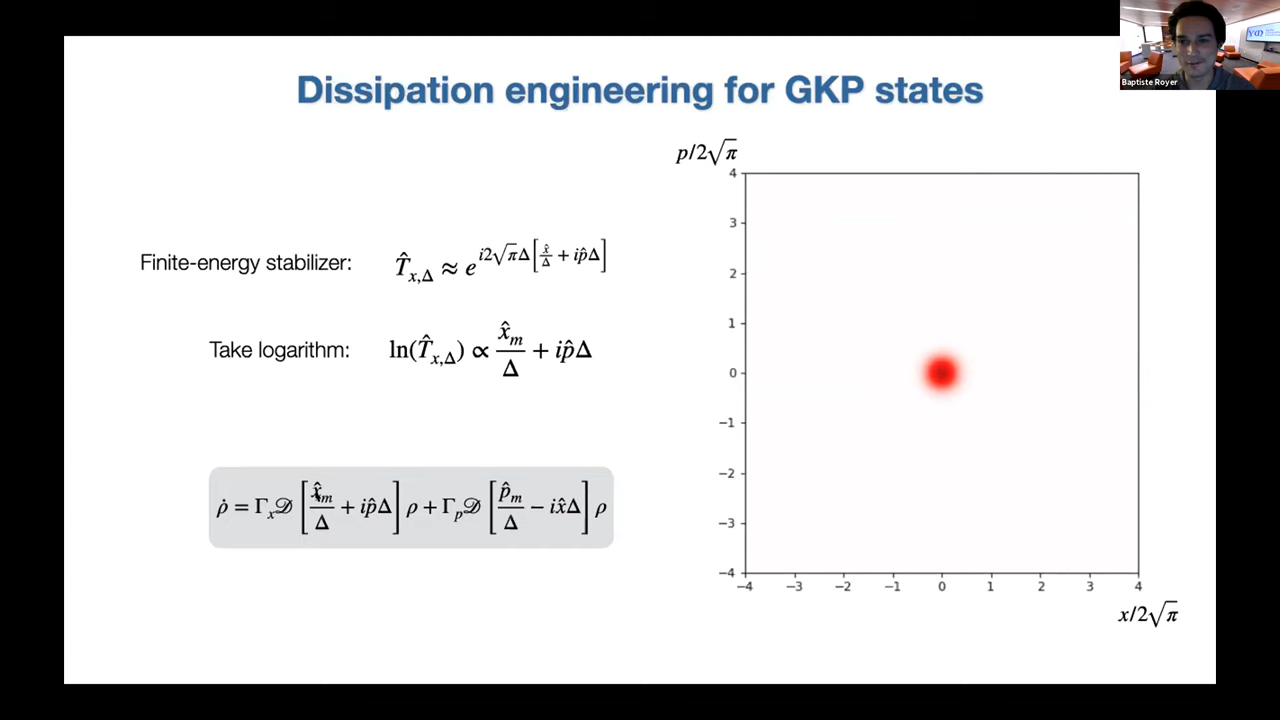 Baptiste Royer
Dissipation engineering for GKP states
p/2√π
Finite-energy stabilizer: T̂_{x,Δ} ≈ e^{i2√πΔ[x̂/Δ + ip̂Δ]}
Take logarithm: ln(T̂_{x,Δ}) ∝ x̂_m/Δ + ip̂Δ
ρ̇ = Γ_x 𝒟 [x̂_m/Δ + ip̂Δ] ρ + Γ_p 𝒟 [p̂_m/Δ − ix̂Δ] ρ
4
3
2
1
0
−1
−2
−3
−4
−4 −3 −2 −1 0 1 2 3 4
x/2√π